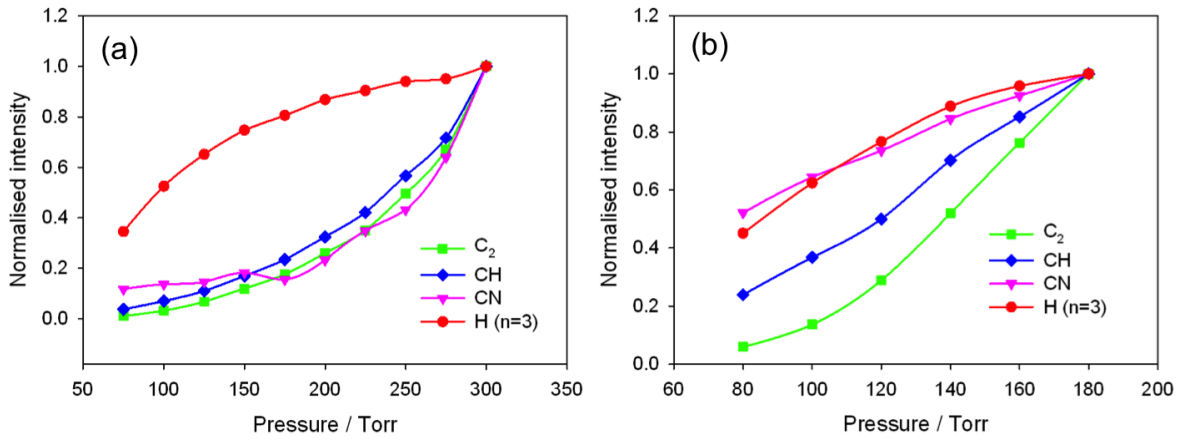 (a)
Normalised intensity
1.2
1.0
0.8
0.6
0.4
0.2
0.0
C₂
CH
CN
H (n=3)
50 100 150 200 250 300 350
Pressure / Torr
(b)
Normalised intensity
1.2
1.0
0.8
0.6
0.4
0.2
0.0
C₂
CH
CN
H (n=3)
60 80 100 120 140 160 180 200
Pressure / Torr